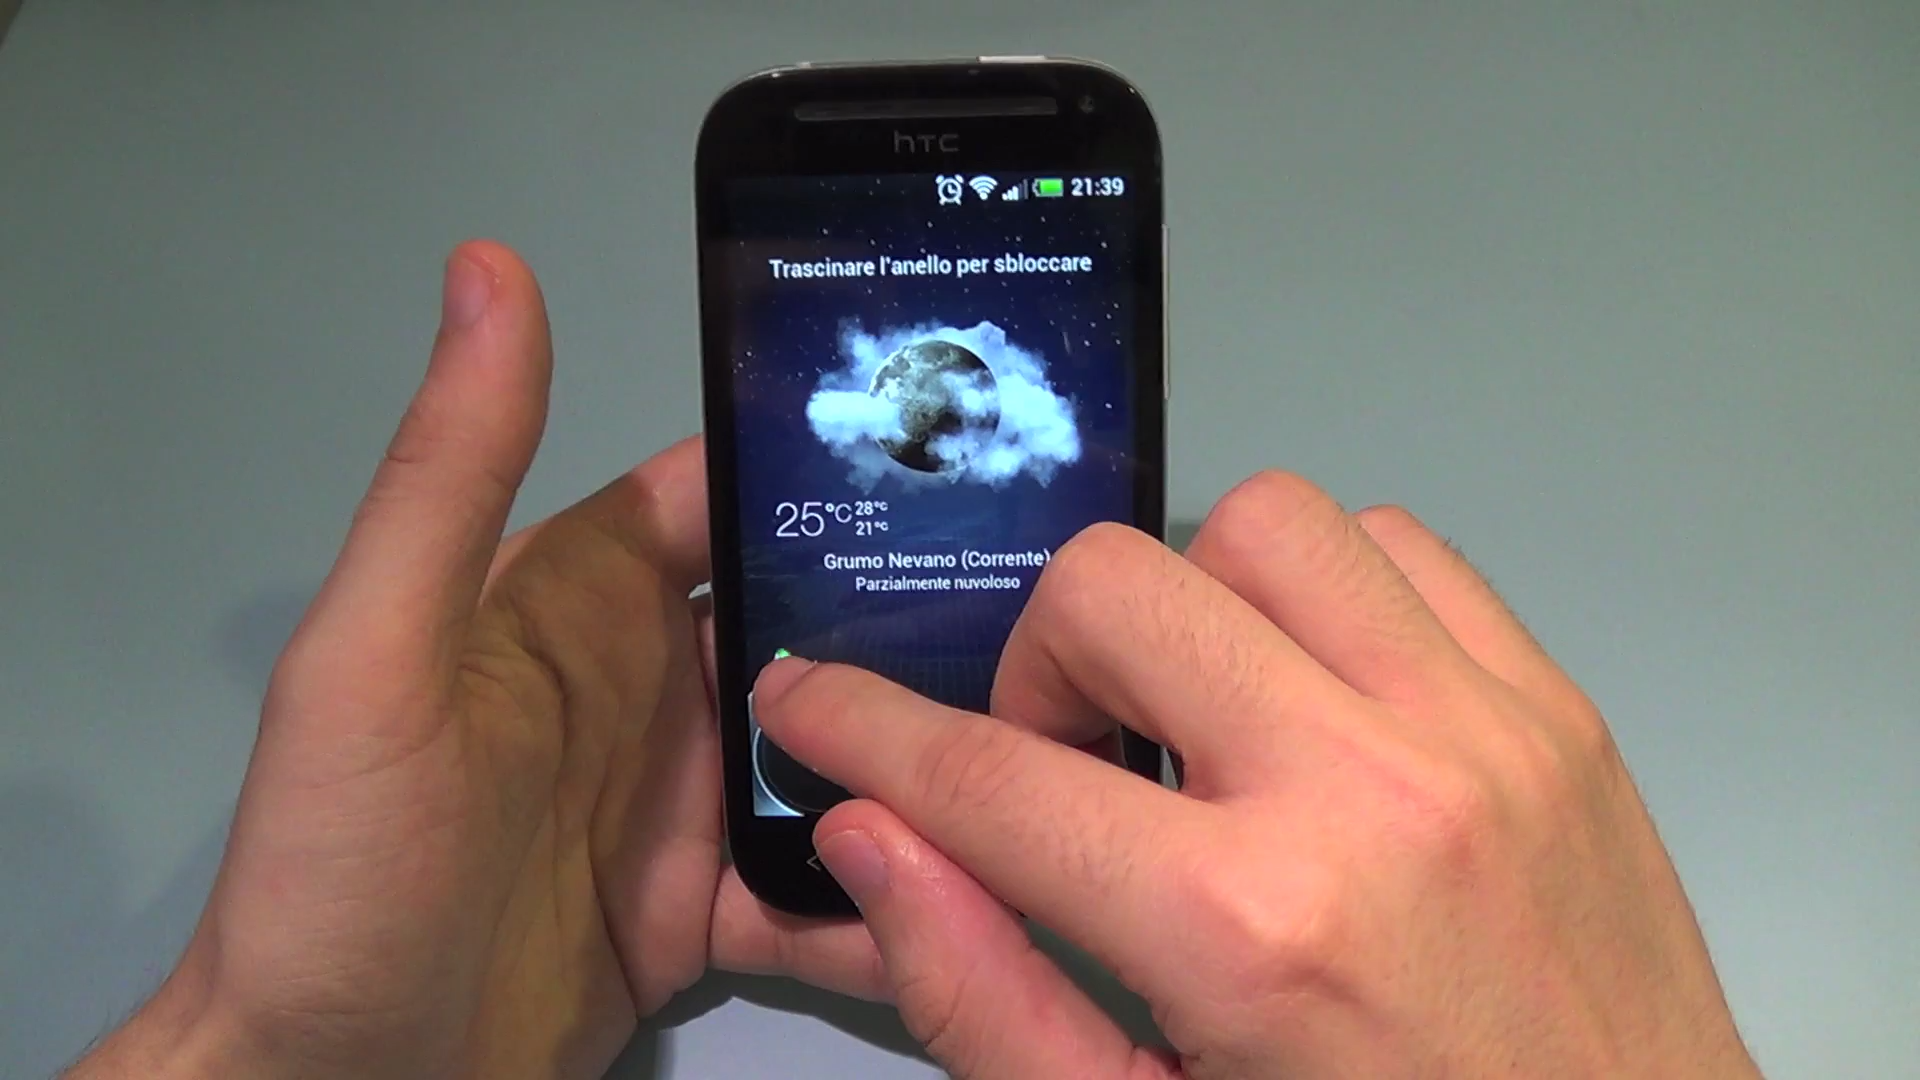 hTC
21:39
Trascinare l'anello per sbloccare
25°C
28°C
21°C
Grumo Nevano (Corrente)
Parzialmente nuvoloso